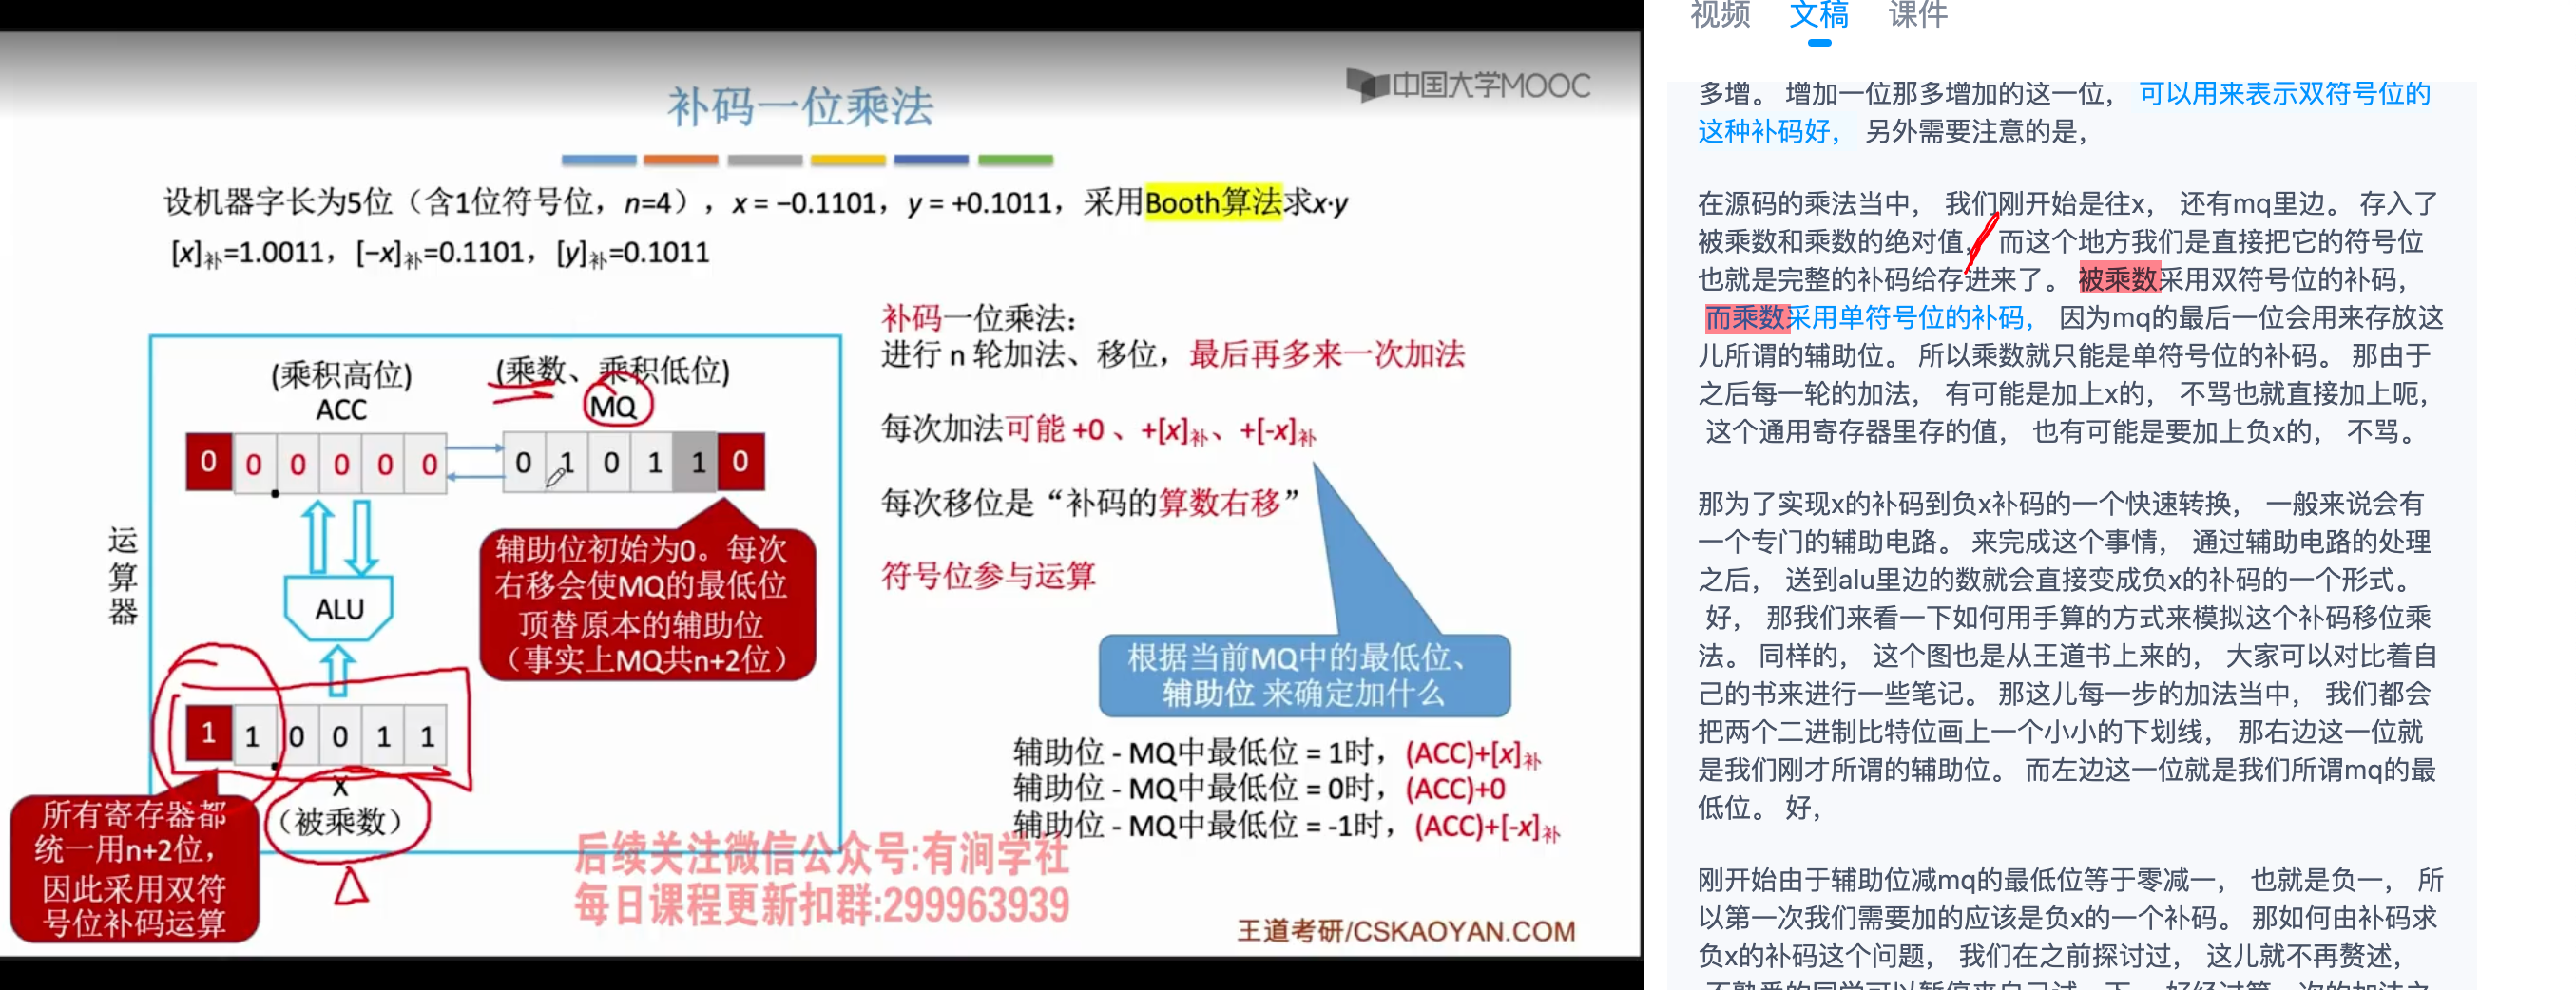 中国大学MOOC
补码一位乘法
设机器字长为5位（含1位符号位，n=4），x = −0.1101，y = +0.1011，采用Booth算法求x·y
[x]补=1.0011，[−x]补=0.1101，[y]补=0.1011
(乘积高位)
ACC
(乘数、乘积低位)
MQ
0 0 0 0 0 0
0 1 0 1 1 0
运算器
ALU
辅助位初始为0。每次
右移会使MQ的最低位
顶替原本的辅助位
（事实上MQ共n+2位）
1 1 0 0 1 1
X
（被乘数）
所有寄存器都
统一用n+2位，
因此采用双符
号位补码运算
补码一位乘法：
进行 n 轮加法、移位，最后再多来一次加法
每次加法可能 +0 、+[x]补、+[-x]补
每次移位是“补码的算数右移”
符号位参与运算
根据当前MQ中的最低位、
辅助位 来确定加什么
辅助位 - MQ中最低位 = 1时，(ACC)+[x]补
辅助位 - MQ中最低位 = 0时，(ACC)+0
辅助位 - MQ中最低位 = -1时，(ACC)+[-x]补
后续关注微信公众号:有涧学社
每日课程更新扣群:299963939
王道考研/CSKAOYAN.COM
视频 文稿 课件
多增。 增加一位那多增加的这一位， 可以用来表示双符号位的
这种补码好， 另外需要注意的是，
在源码的乘法当中， 我们刚开始是往x， 还有mq里边。 存入了
被乘数和乘数的绝对值， 而这个地方我们是直接把它的符号位
也就是完整的补码给存进来了。 被乘数采用双符号位的补码，
而乘数采用单符号位的补码， 因为mq的最后一位会用来存放这
儿所谓的辅助位。 所以乘数就只能是单符号位的补码。 那由于
之后每一轮的加法， 有可能是加上x的， 不骂也就直接加上呃，
这个通用寄存器里存的值， 也有可能是要加上负x的， 不骂。
那为了实现x的补码到负x补码的一个快速转换， 一般来说会有
一个专门的辅助电路。 来完成这个事情， 通过辅助电路的处理
之后， 送到alu里边的数就会直接变成负x的补码的一个形式。
好， 那我们来看一下如何用手算的方式来模拟这个补码移位乘
法。 同样的， 这个图也是从王道书上来的， 大家可以对比着自
己的书来进行一些笔记。 那这儿每一步的加法当中， 我们都会
把两个二进制比特位画上一个小小的下划线， 那右边这一位就
是我们刚才所谓的辅助位。 而左边这一位就是我们所谓mq的最
低位。 好，
刚开始由于辅助位减mq的最低位等于零减一， 也就是负一， 所
以第一次我们需要加的应该是负x的一个补码。 那如何由补码求
负x的补码这个问题， 我们在之前探讨过， 这儿就不再赘述，